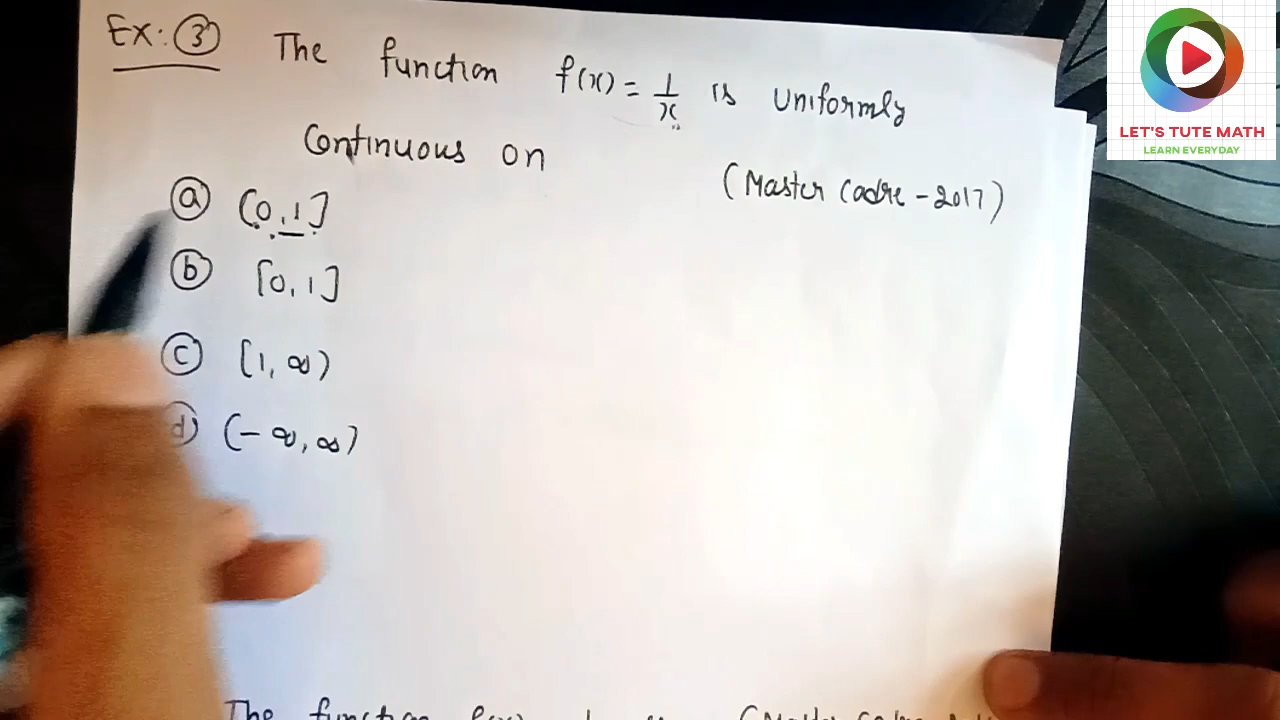 Ex: ③ The function f(x) = 1/x is uniformly
continuous on
(Master Cadre - 2017)
ⓐ (0, 1]
ⓑ [0, 1]
ⓒ [1, ∞)
ⓓ (-∞, ∞)
The function
LET'S TUTE MATH
LEARN EVERYDAY